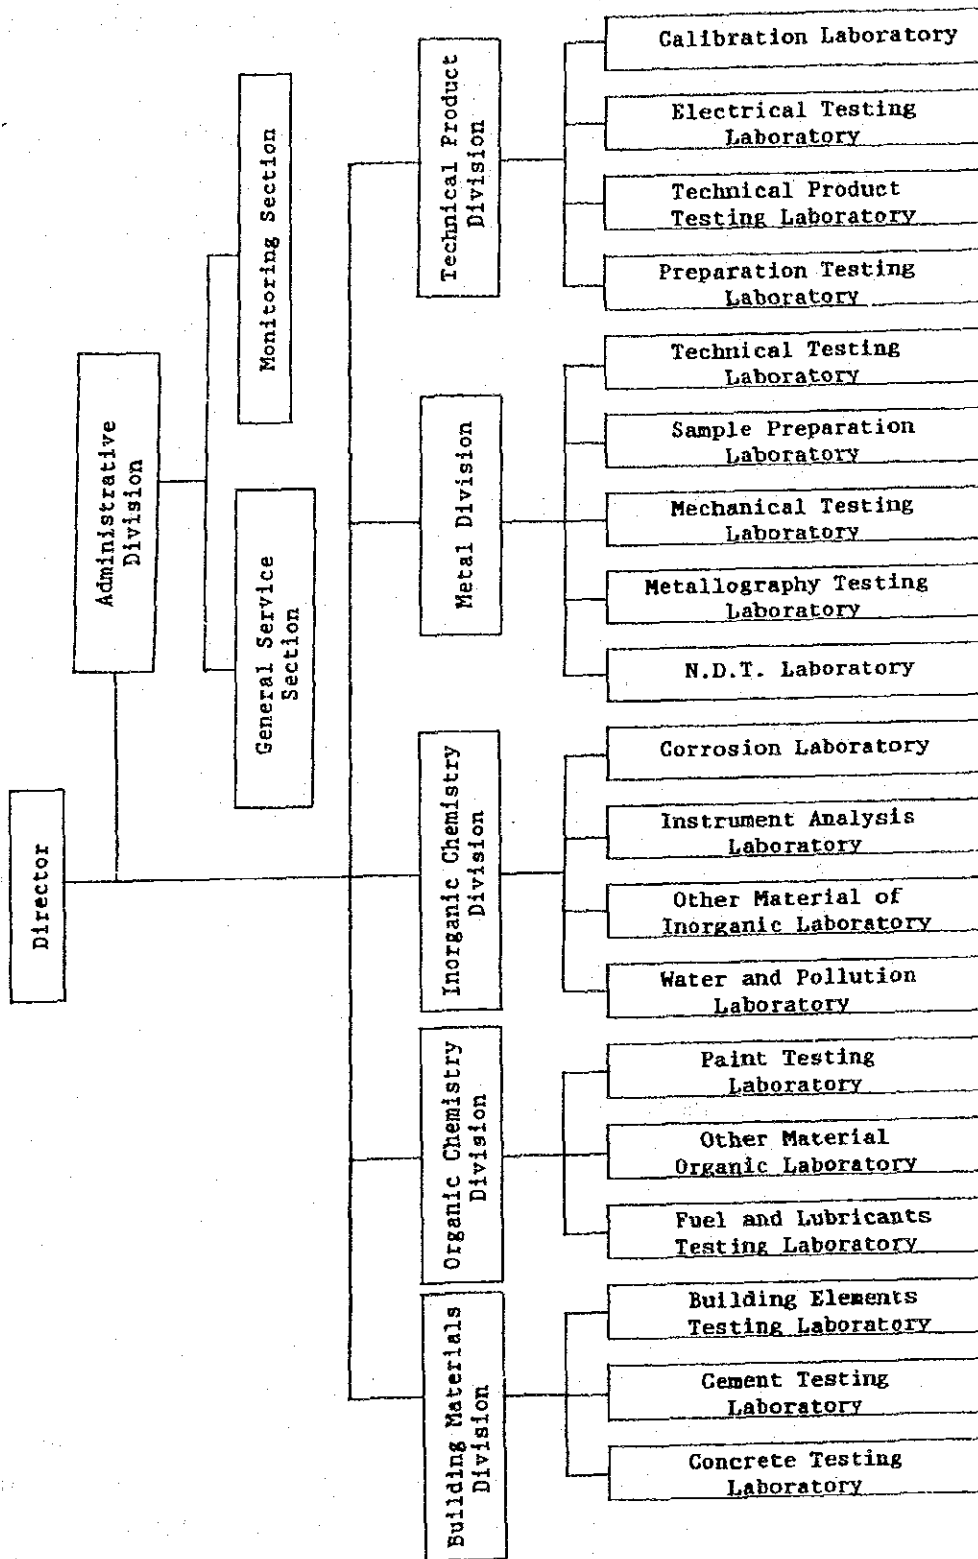 Director
Administrative
Division
General Service
Section
Monitoring Section
Building Materials
Division
Organic Chemistry
Division
Inorganic Chemistry
Division
Metal Division
Technical Product
Division
Concrete Testing
Laboratory
Cement Testing
Laboratory
Building Elements
Testing Laboratory
Fuel and Lubricants
Testing Laboratory
Other Material
Organic Laboratory
Paint Testing
Laboratory
Water and Pollution
Laboratory
Other Material of
Inorganic Laboratory
Instrument Analysis
Laboratory
Corrosion Laboratory
N.D.T. Laboratory
Metallography Testing
Laboratory
Mechanical Testing
Laboratory
Sample Preparation
Laboratory
Technical Testing
Laboratory
Preparation Testing
Laboratory
Technical Product
Testing Laboratory
Electrical Testing
Laboratory
Calibration Laboratory